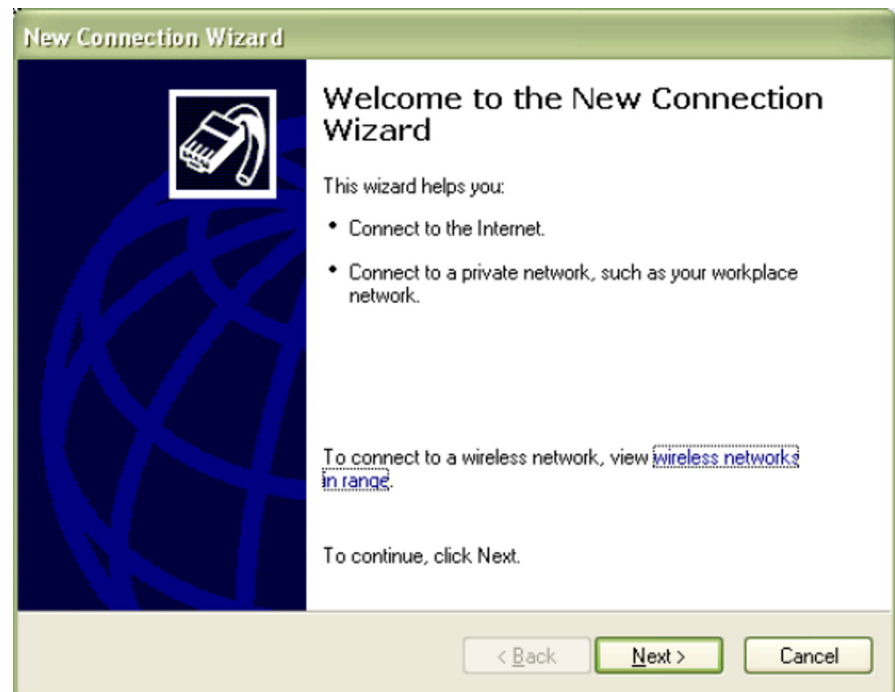 New Connection Wizard
Welcome to the New Connection
Wizard
This wizard helps you:
• Connect to the Internet.
• Connect to a private network, such as your workplace
network.
To connect to a wireless network, view wireless networks
in range.
To continue, click Next.
< Back Next > Cancel